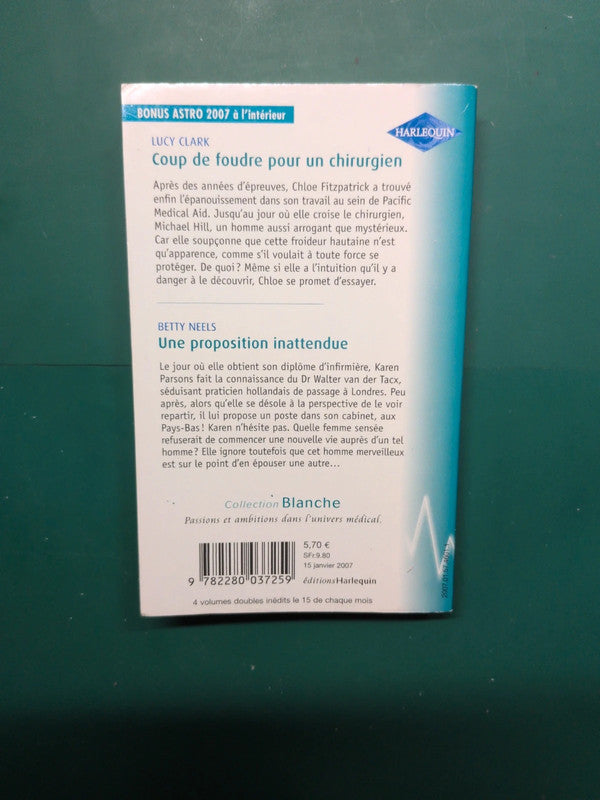 BONUS ASTRO 2007 à l'intérieur
HARLEQUIN
LUCY CLARK
Coup de foudre pour un chirurgien
Après des années d'épreuves, Chloe Fitzpatrick a trouvé
enfin l'épanouissement dans son travail au sein de Pacific
Medical Aid. Jusqu'au jour où elle croise le chirurgien,
Michael Hill, un homme aussi arrogant que mystérieux.
Car elle soupçonne que cette froideur hautaine n'est
qu'apparence, comme s'il voulait à toute force se
protéger. De quoi ? Même si elle a l'intuition qu'il y a
danger à le découvrir, Chloe se promet d'essayer.
BETTY NEELS
Une proposition inattendue
Le jour où elle obtient son diplôme d'infirmière, Karen
Parsons fait la connaissance du Dr Walter van der Tacx,
séduisant praticien hollandais de passage à Londres. Peu
après, alors qu'elle se désole à la perspective de le voir
repartir, il lui propose un poste dans son cabinet, aux
Pays-Bas ! Karen n'hésite pas. Quelle femme sensée
refuserait de commencer une nouvelle vie auprès d'un tel
homme ? Elle ignore toutefois que cet homme merveilleux
est sur le point d'en épouser une autre...
Collection Blanche
Passions et ambitions dans l'univers médical.
5,70 €
SFr.9.80
15 janvier 2007
éditionsHarlequin
9 782280 037259
4 volumes doubles inédits le 15 de chaque mois